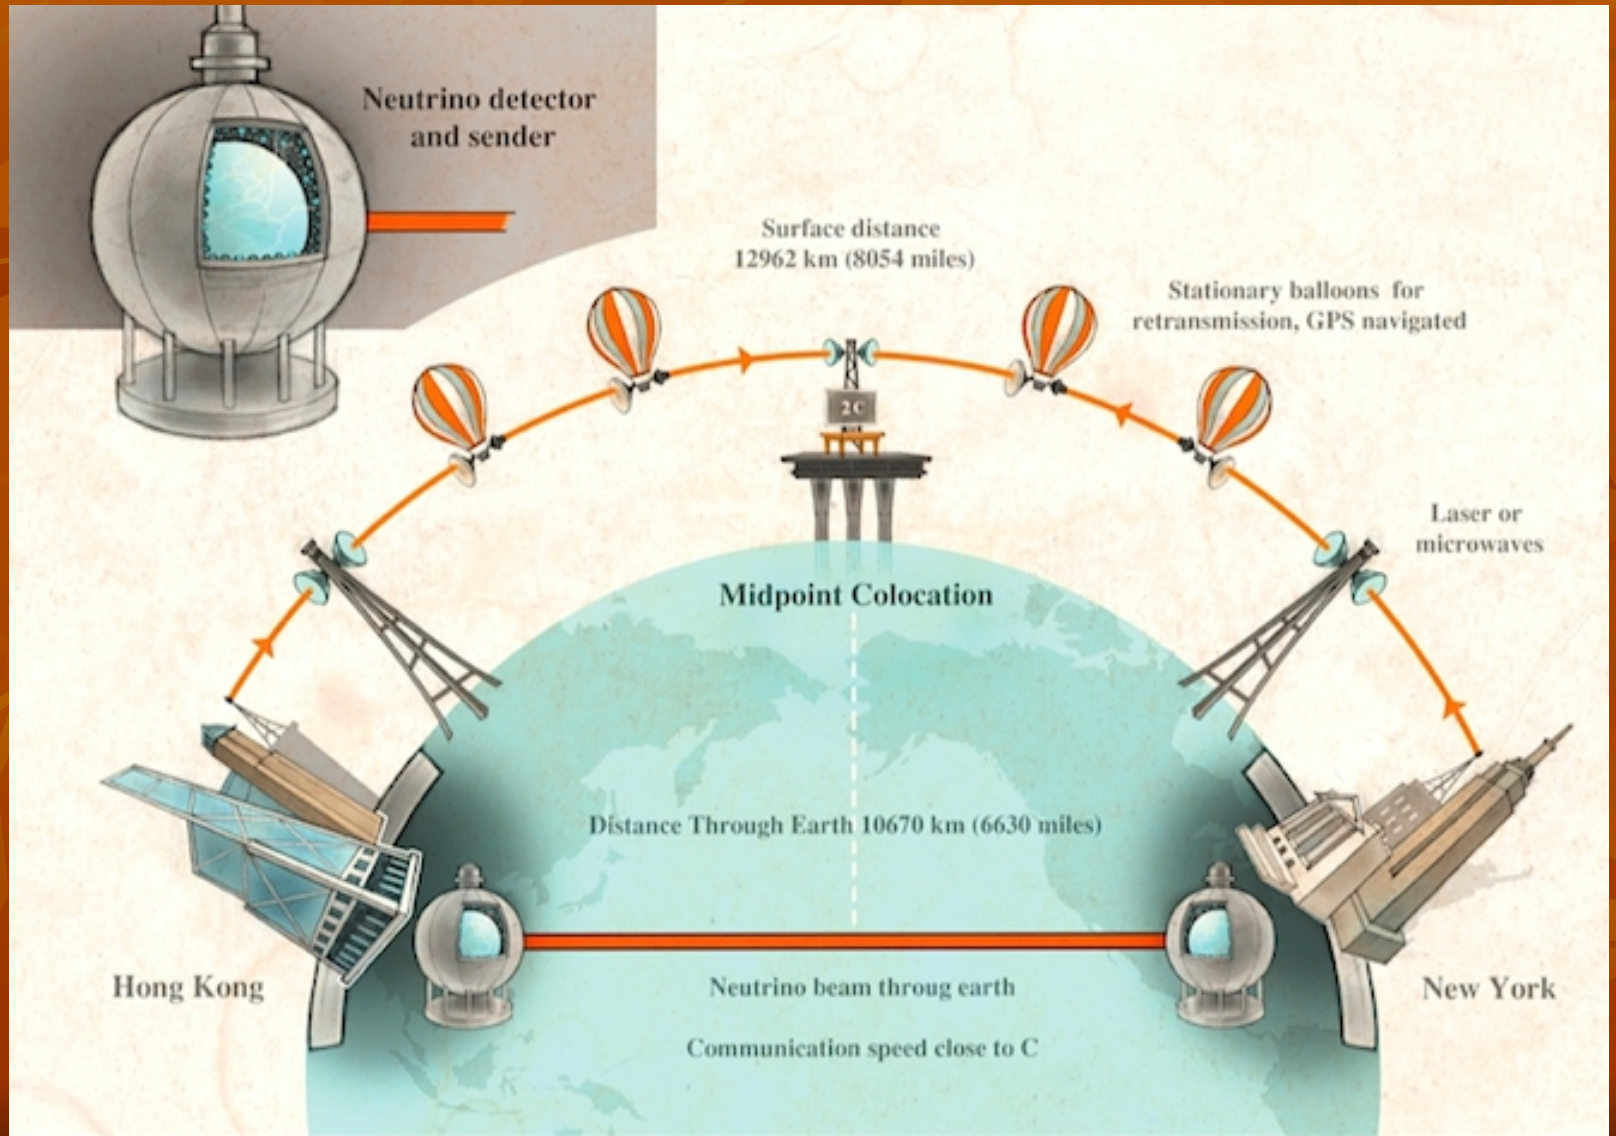 Neutrino detector
and sender
Surface distance
12962 km (8054 miles)
Stationary balloons for
retransmission, GPS navigated
2C
Laser or
microwaves
Midpoint Colocation
Distance Through Earth 10670 km (6630 miles)
Hong Kong
Neutrino beam throug earth
New York
Communication speed close to C